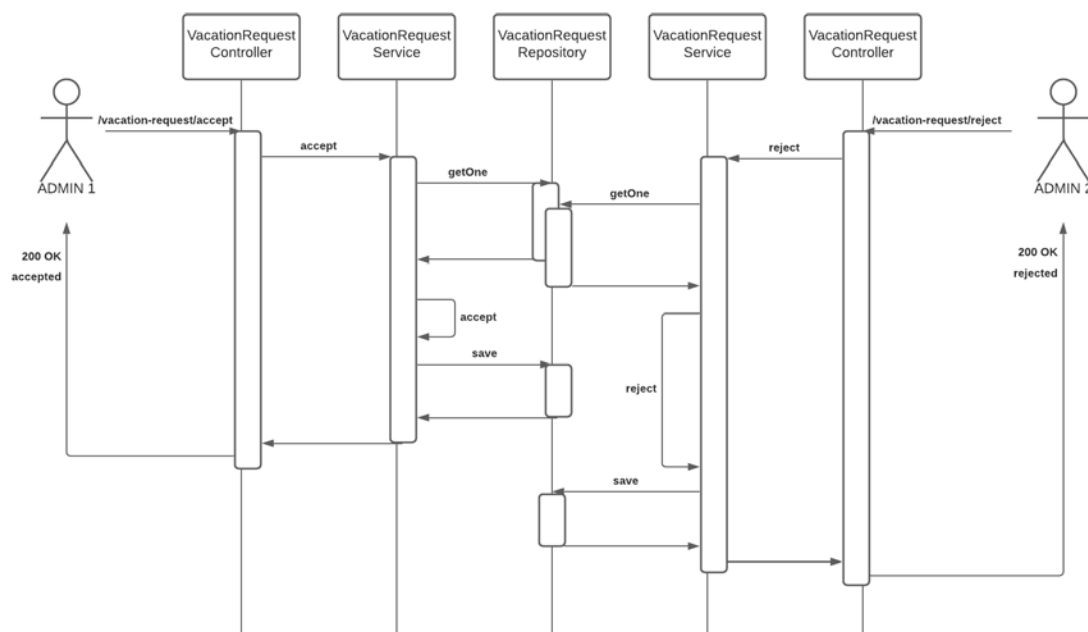 VacationRequest
Controller
VacationRequest
Service
VacationRequest
Repository
VacationRequest
Service
VacationRequest
Controller
/vacation-request/accept
/vacation-request/reject
accept
reject
getOne
getOne
ADMIN 1
ADMIN 2
200 OK
accepted
200 OK
rejected
accept
save
reject
save